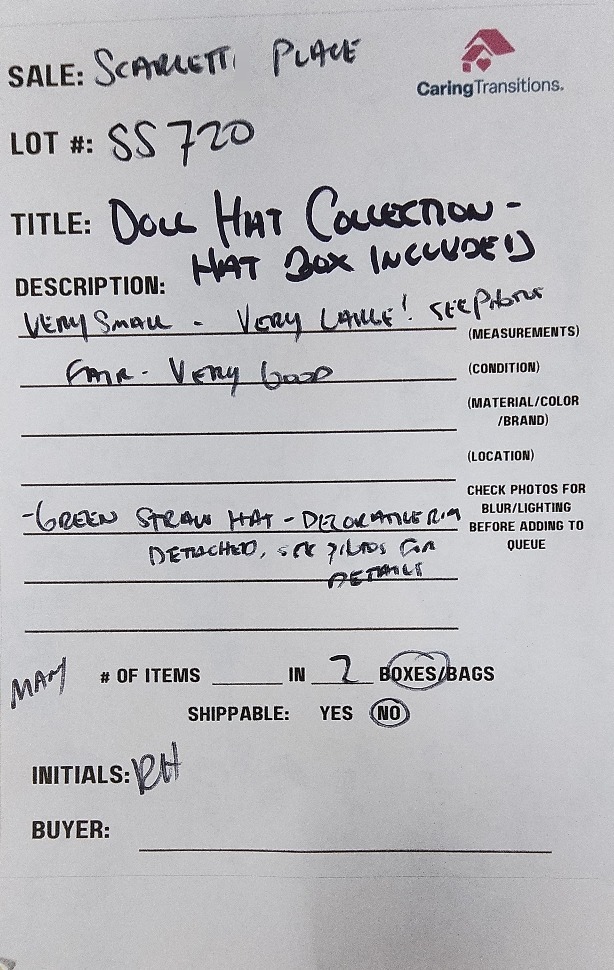 SALE: SCARLETT PLACE
CaringTransitions.
LOT #: SS 720
TITLE: DOLL HAT COLLECTION -
HAT BOX INCLUDED
DESCRIPTION:
VERY SMALL - VERY LARGE! SEE PHOTOS
(MEASUREMENTS)
FAIR - VERY GOOD
(CONDITION)
(MATERIAL/COLOR
/BRAND)
(LOCATION)
CHECK PHOTOS FOR
BLUR/LIGHTING
BEFORE ADDING TO
QUEUE
- GREEN STRAW HAT - DECORATIVE RIM
DETACHED, SEE PHOTOS FOR
DETAILS
MANY # OF ITEMS IN 2 BOXES/BAGS
SHIPPABLE: YES NO
INITIALS: RH
BUYER: